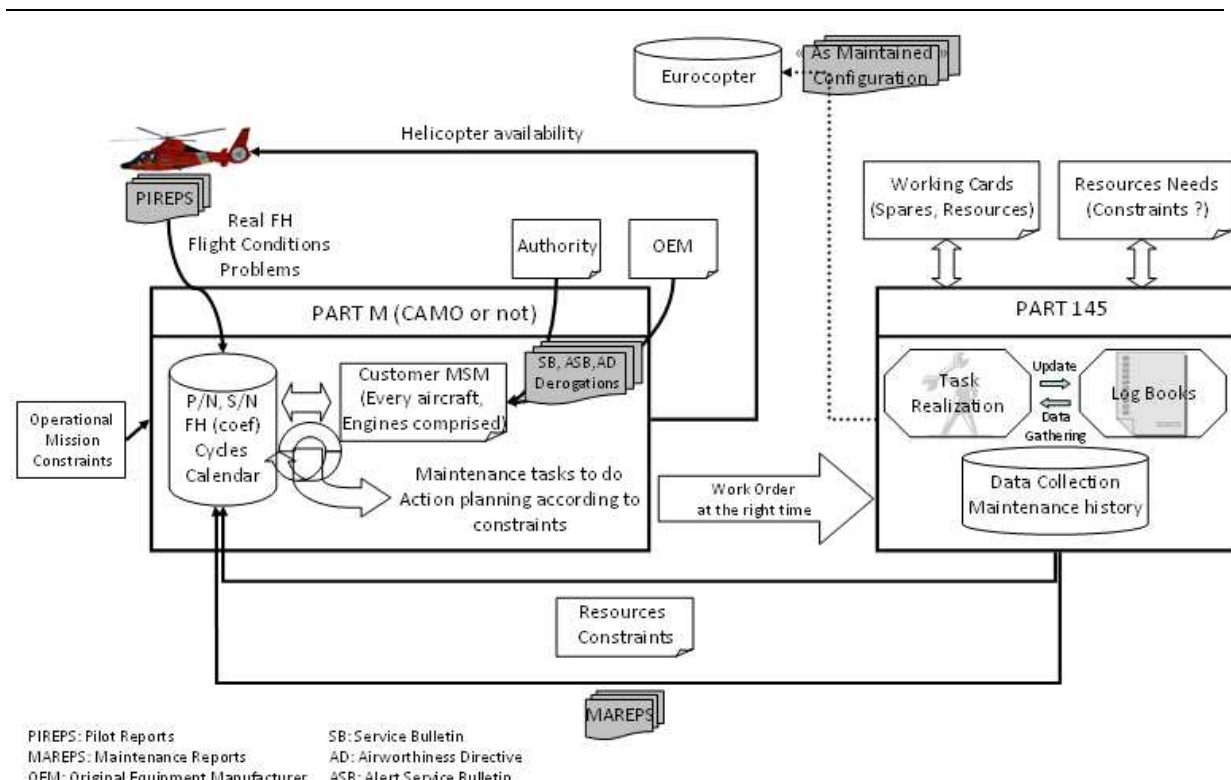 « As Maintained »
Configuration
Eurocopter
Helicopter availability
PIREPS
Real FH
Flight Conditions
Problems
Authority
OEM
Working Cards
(Spares, Resources)
Resources Needs
(Constraints ?)
PART M (CAMO or not)
PART 145
SB, ASB,AD
Derogations
Customer MSM
(Every aircraft,
Engines comprised)
P/N, S/N
FH (coef)
Cycles
Calendar
Operational
Mission
Constraints
Maintenance tasks to do
Action planning according to
constraints
Work Order
at the right time
Task
Realization
Update
Data
Gathering
Log Books
Data Collection
Maintenance history
Resources
Constraints
MAREPS
PIREPS: Pilot Reports
MAREPS: Maintenance Reports
OEM: Original Equipment Manufacturer
SB: Service Bulletin
AD: Airworthiness Directive
ASB: Alert Service Bulletin